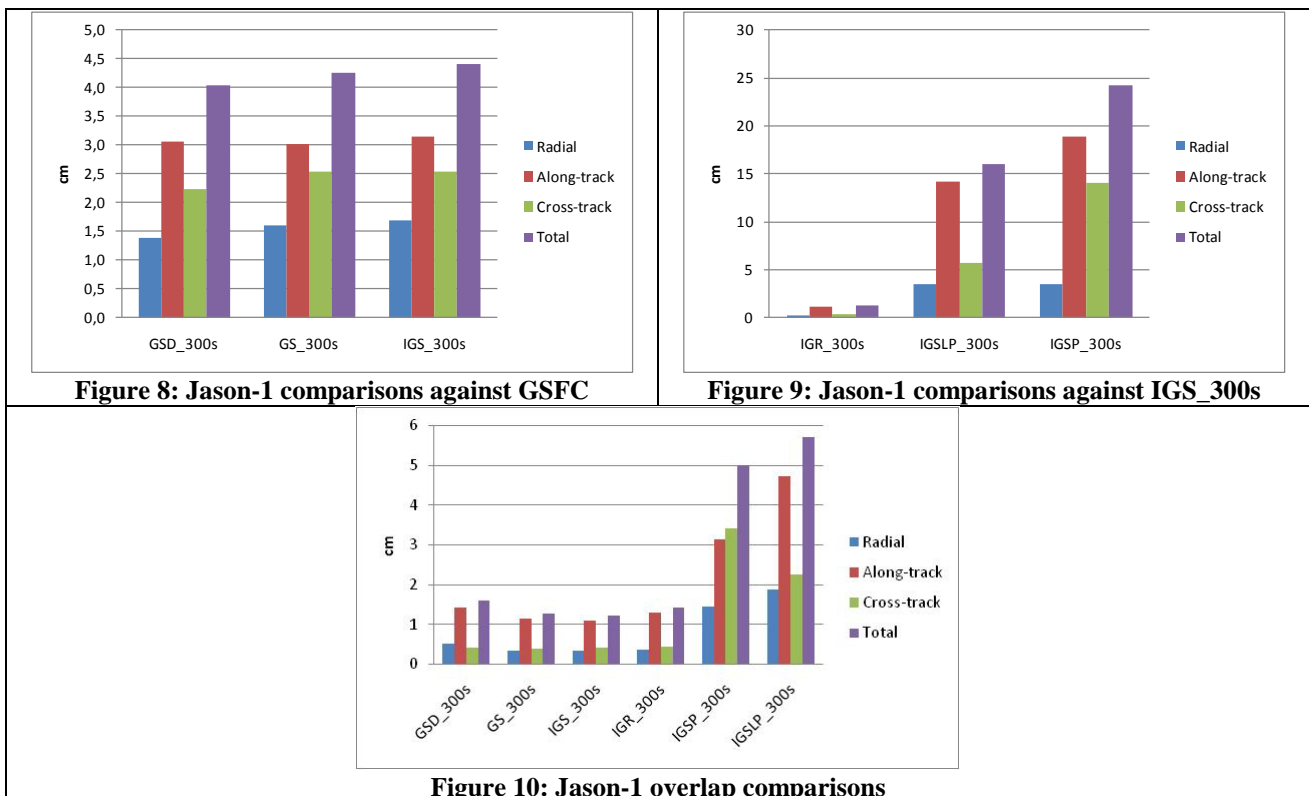 5,0
4,5
4,0
3,5
3,0
2,5
2,0
1,5
1,0
0,5
0,0
cm
GSD_300s GS_300s IGS_300s
Radial
Along-track
Cross-track
Total
Figure 8: Jason-1 comparisons against GSFC
30
25
20
15
10
5
0
cm
IGR_300s IGSLP_300s IGSP_300s
Radial
Along-track
Cross-track
Total
Figure 9: Jason-1 comparisons against IGS_300s
6
5
4
3
2
1
0
cm
GSD_300s GS_300s IGS_300s IGR_300s IGSP_300s IGSLP_300s
Radial
Along-track
Cross-track
Total
Figure 10: Jason-1 overlap comparisons